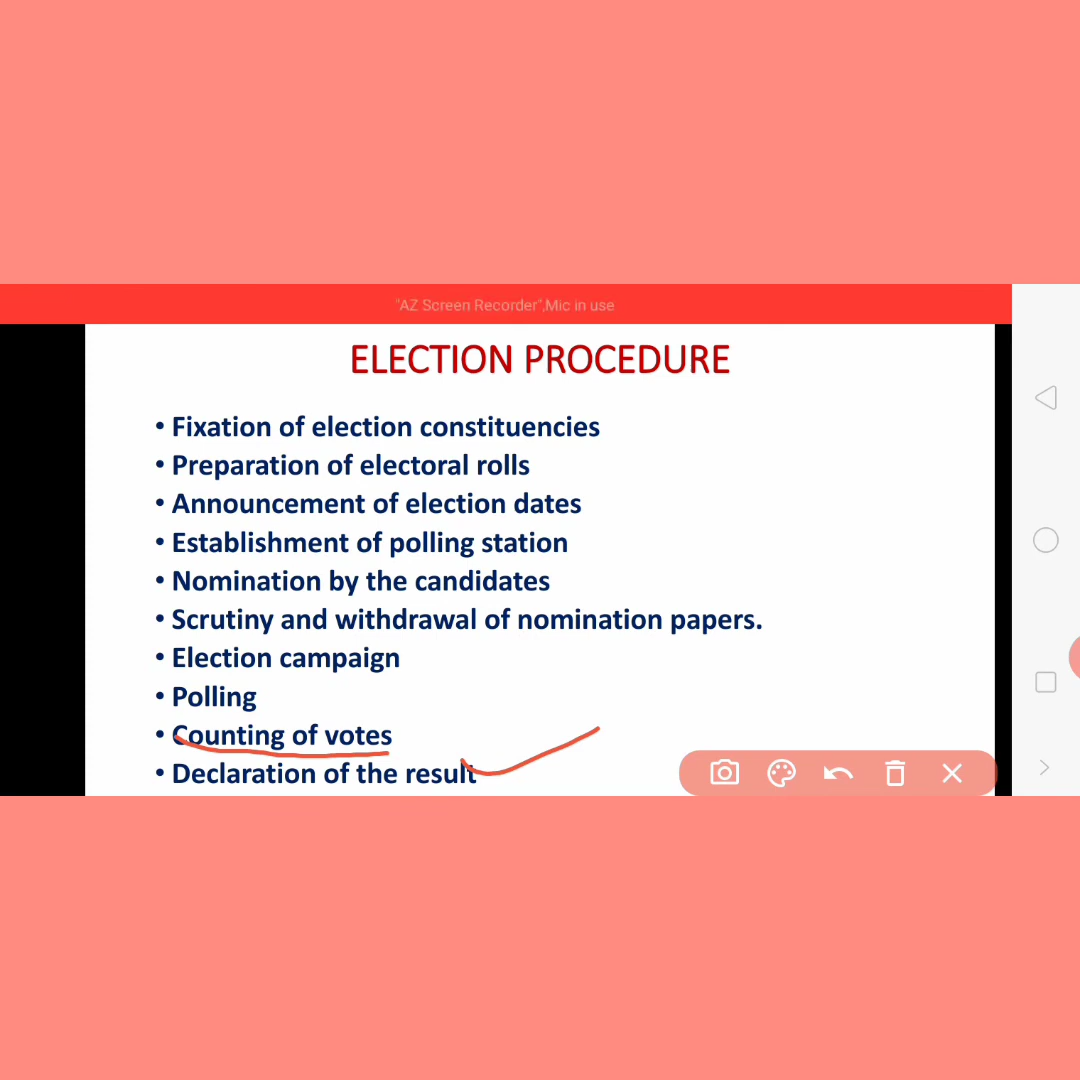 "AZ Screen Recorder".Mic in use
ELECTION PROCEDURE
• Fixation of election constituencies
• Preparation of electoral rolls
• Announcement of election dates
• Establishment of polling station
• Nomination by the candidates
• Scrutiny and withdrawal of nomination papers.
• Election campaign
• Polling
• Counting of votes
• Declaration of the result